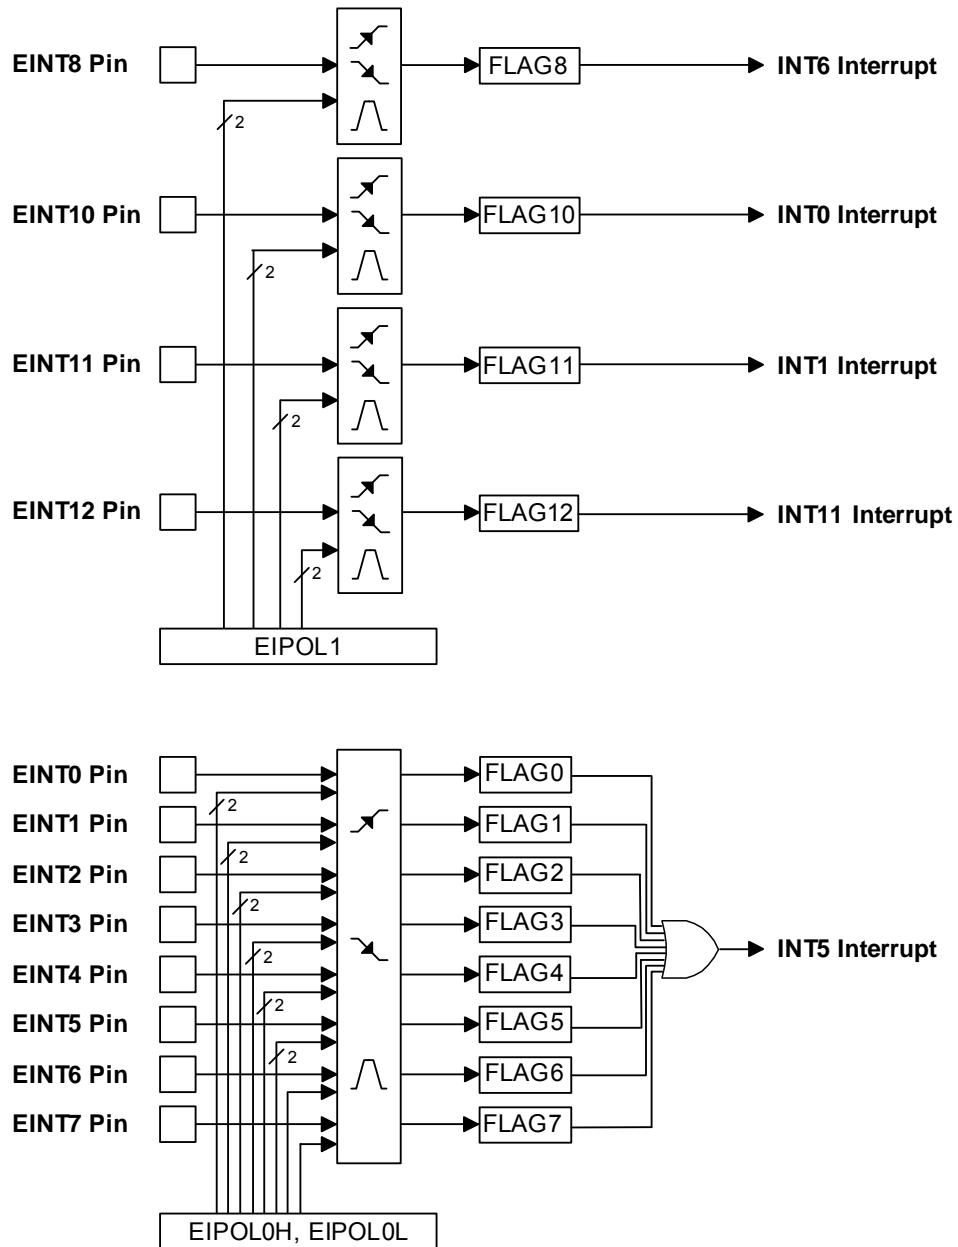 EINT8 Pin
FLAG8
INT6 Interrupt
2
EINT10 Pin
FLAG10
INT0 Interrupt
2
EINT11 Pin
FLAG11
INT1 Interrupt
2
EINT12 Pin
FLAG12
INT11 Interrupt
2
EIPOL1
EINT0 Pin
FLAG0
2
EINT1 Pin
FLAG1
2
EINT2 Pin
FLAG2
2
EINT3 Pin
FLAG3
INT5 Interrupt
2
EINT4 Pin
FLAG4
2
EINT5 Pin
FLAG5
2
EINT6 Pin
FLAG6
EINT7 Pin
FLAG7
EIPOL0H, EIPOL0L